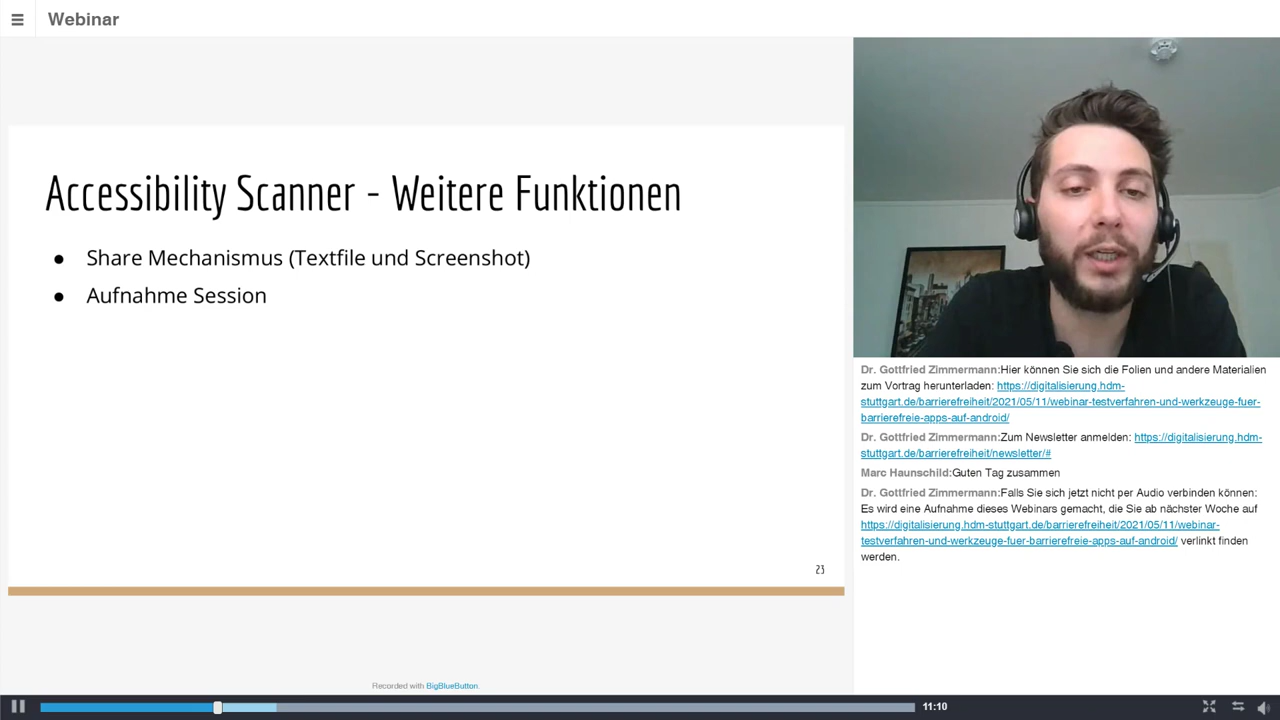 Webinar
Accessibility Scanner - Weitere Funktionen
● Share Mechanismus (Textfile und Screenshot)
● Aufnahme Session
23
Recorded with BigBlueButton.
Dr. Gottfried Zimmermann:Hier können Sie sich die Folien und andere Materialien
zum Vortrag herunterladen: https://digitalisierung.hdm-
stuttgart.de/barrierefreiheit/2021/05/11/webinar-testverfahren-und-werkzeuge-fuer-
barrierefreie-apps-auf-android/
Dr. Gottfried Zimmermann:Zum Newsletter anmelden: https://digitalisierung.hdm-
stuttgart.de/barrierefreiheit/newsletter/#
Marc Haunschild:Guten Tag zusammen
Dr. Gottfried Zimmermann:Falls Sie sich jetzt nicht per Audio verbinden können:
Es wird eine Aufnahme dieses Webinars gemacht, die Sie ab nächster Woche auf
https://digitalisierung.hdm-stuttgart.de/barrierefreiheit/2021/05/11/webinar-
testverfahren-und-werkzeuge-fuer-barrierefreie-apps-auf-android/ verlinkt finden
werden.
11:10